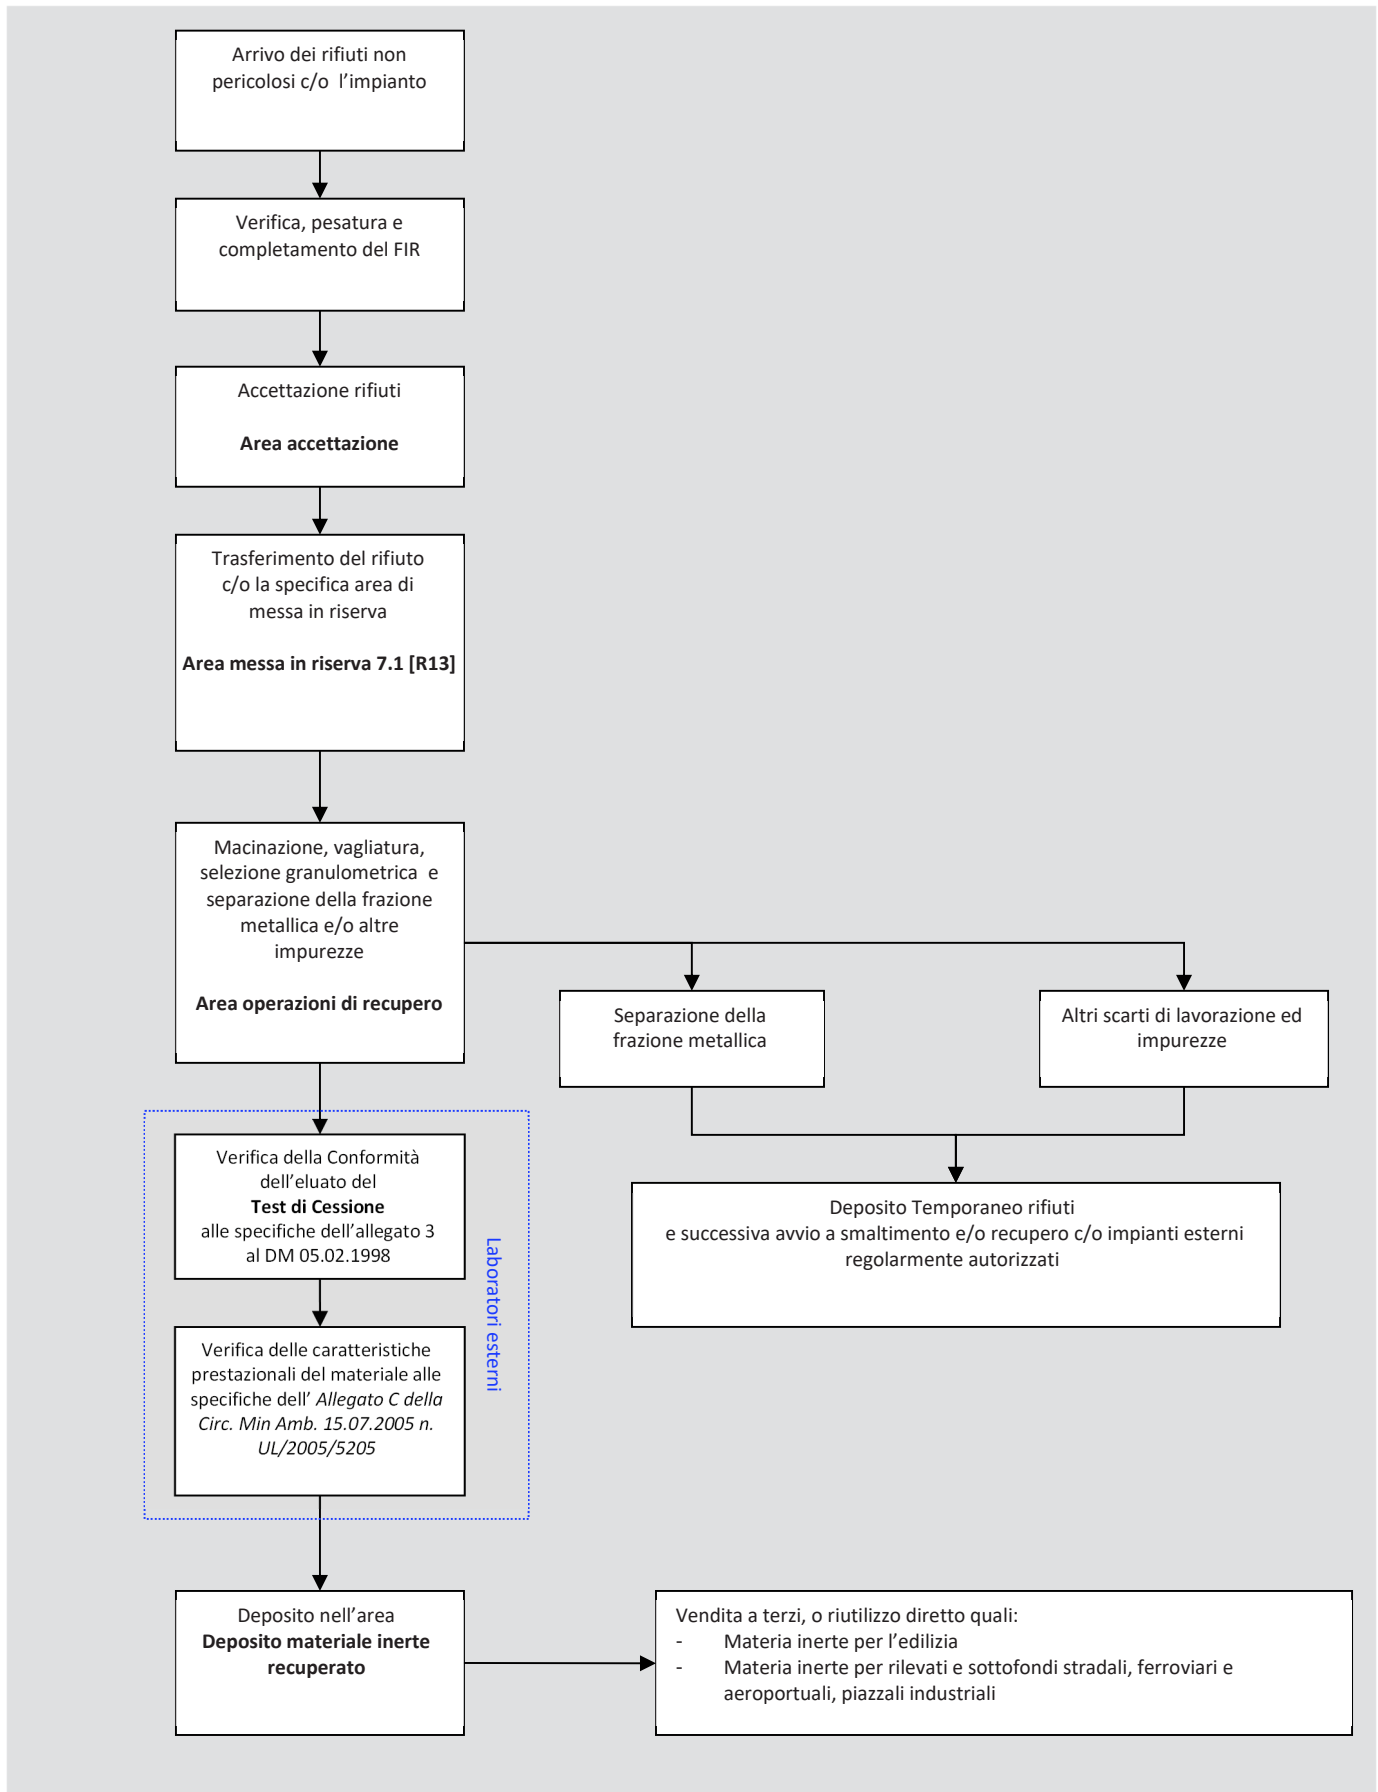 Arrivo dei rifiuti non
pericolosi c/o l'impianto
Verifica, pesatura e
completamento del FIR
Accettazione rifiuti
Area accettazione
Trasferimento del rifiuto
c/o la specifica area di
messa in riserva
Area messa in riserva 7.1 [R13]
Macinazione, vagliatura,
selezione granulometrica e
separazione della frazione
metallica e/o altre
impurezze
Area operazioni di recupero
Separazione della
frazione metallica
Altri scarti di lavorazione ed
impurezze
Deposito Temporaneo rifiuti
e successiva avvio a smaltimento e/o recupero c/o impianti esterni
regolarmente autorizzati
Verifica della Conformità
dell'eluato del
Test di Cessione
alle specifiche dell'allegato 3
al DM 05.02.1998
Laboratori esterni
Verifica delle caratteristiche
prestazionali del materiale alle
specifiche dell' Allegato C della
Circ. Min Amb. 15.07.2005 n.
UL/2005/5205
Deposito nell'area
Deposito materiale inerte
recuperato
Vendita a terzi, o riutilizzo diretto quali:
- Materia inerte per l'edilizia
- Materia inerte per rilevati e sottofondi stradali, ferroviari e
aeroportuali, piazzali industriali